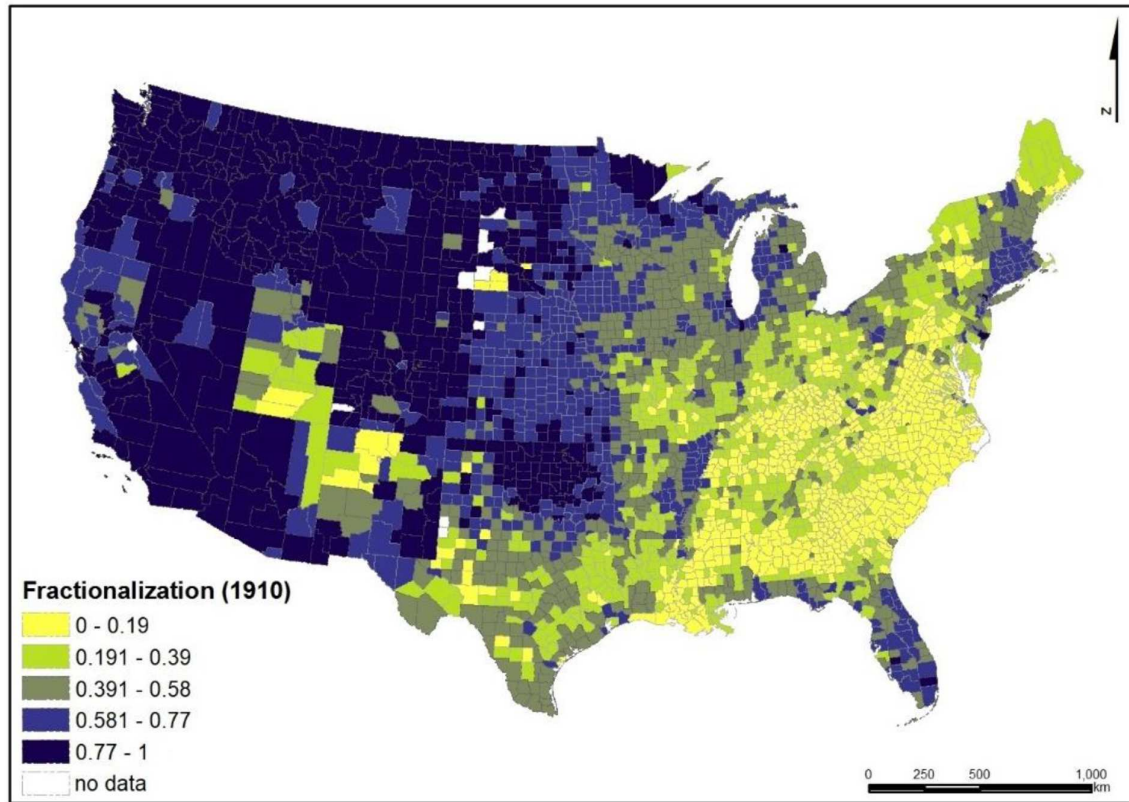 N
Fractionalization (1910)
0 - 0.19
0.191 - 0.39
0.391 - 0.58
0.581 - 0.77
0.77 - 1
no data
0 250 500 1,000
km